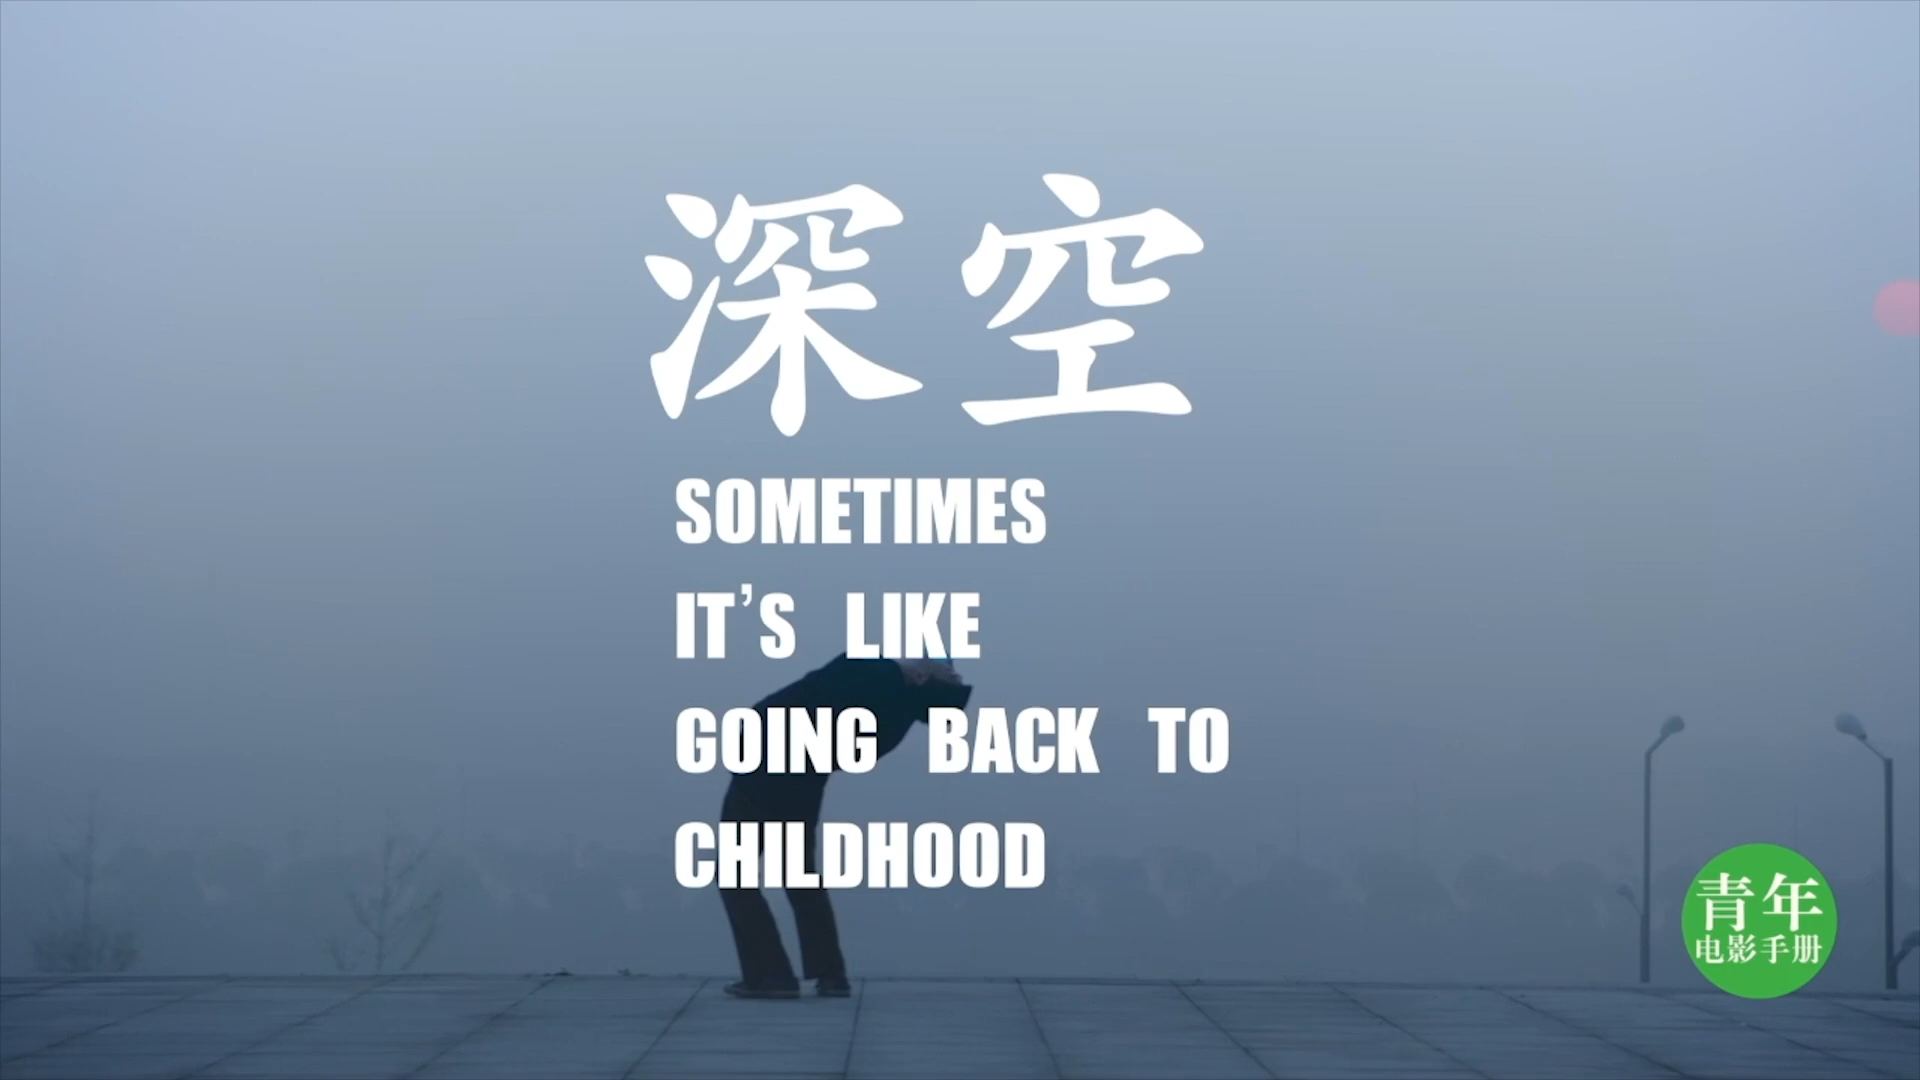 深空
SOMETIMES
IT'S LIKE
GOING BACK TO
CHILDHOOD
青年
电影手册